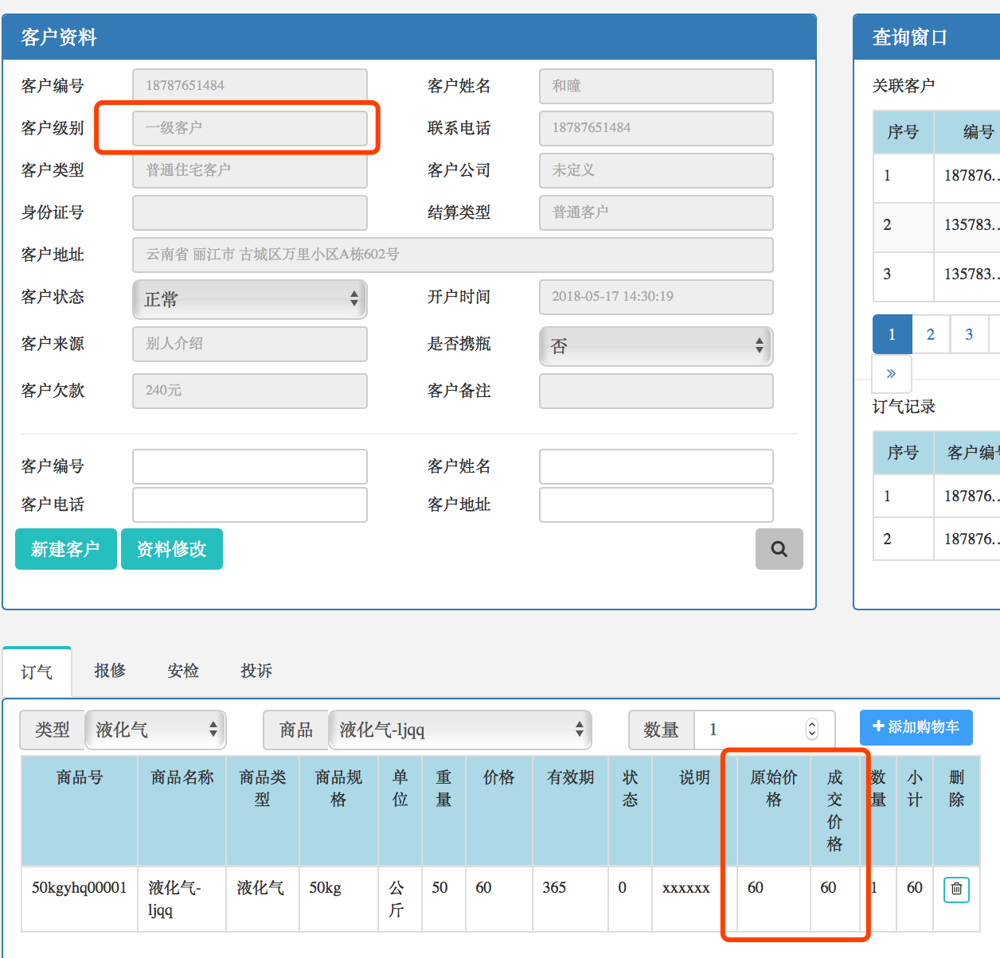 客户资料
客户编号 18787651484 客户姓名 和曈
客户级别 一级客户 联系电话 18787651484
客户类型 普通住宅客户 客户公司 未定义
身份证号 结算类型 普通客户
客户地址 云南省 丽江市 古城区万里小区A栋602号
客户状态 正常 开户时间 2018-05-17 14:30:19
客户来源 别人介绍 是否携瓶 否
客户欠款 240元 客户备注
客户编号 客户姓名
客户电话 客户地址
新建客户 资料修改
查询窗口
关联客户
序号 编号
1 187876...
2 135783...
3 135783...
1 2 3
»
订气记录
序号 客户编号
1 187876...
2 187876...
订气 报修 安检 投诉
类型 液化气 商品 液化气-ljqq 数量 1 添加购物车
商品号 商品名称 商品类型 商品规格 单位 重量 价格 有效期 状态 说明 原始价格 成交价格 数量 小计 删除
50kgyhq00001 液化气-ljqq 液化气 50kg 公斤 50 60 365 0 xxxxxx 60 60 1 60